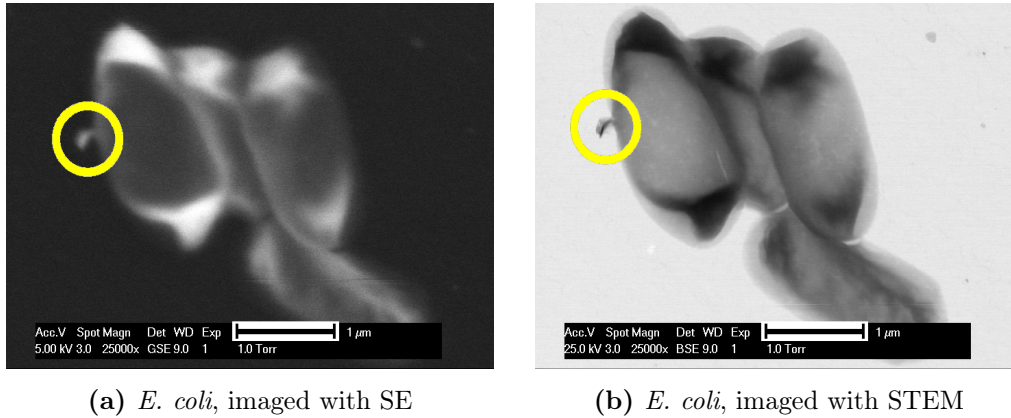 Acc.V Spot Magn Det WD Exp 1 µm
5.00 kV 3.0 25000x GSE 9.0 1 1.0 Torr
Acc.V Spot Magn Det WD Exp 1 µm
25.0 kV 3.0 25000x BSE 9.0 1 1.0 Torr
(a) E. coli, imaged with SE
(b) E. coli, imaged with STEM